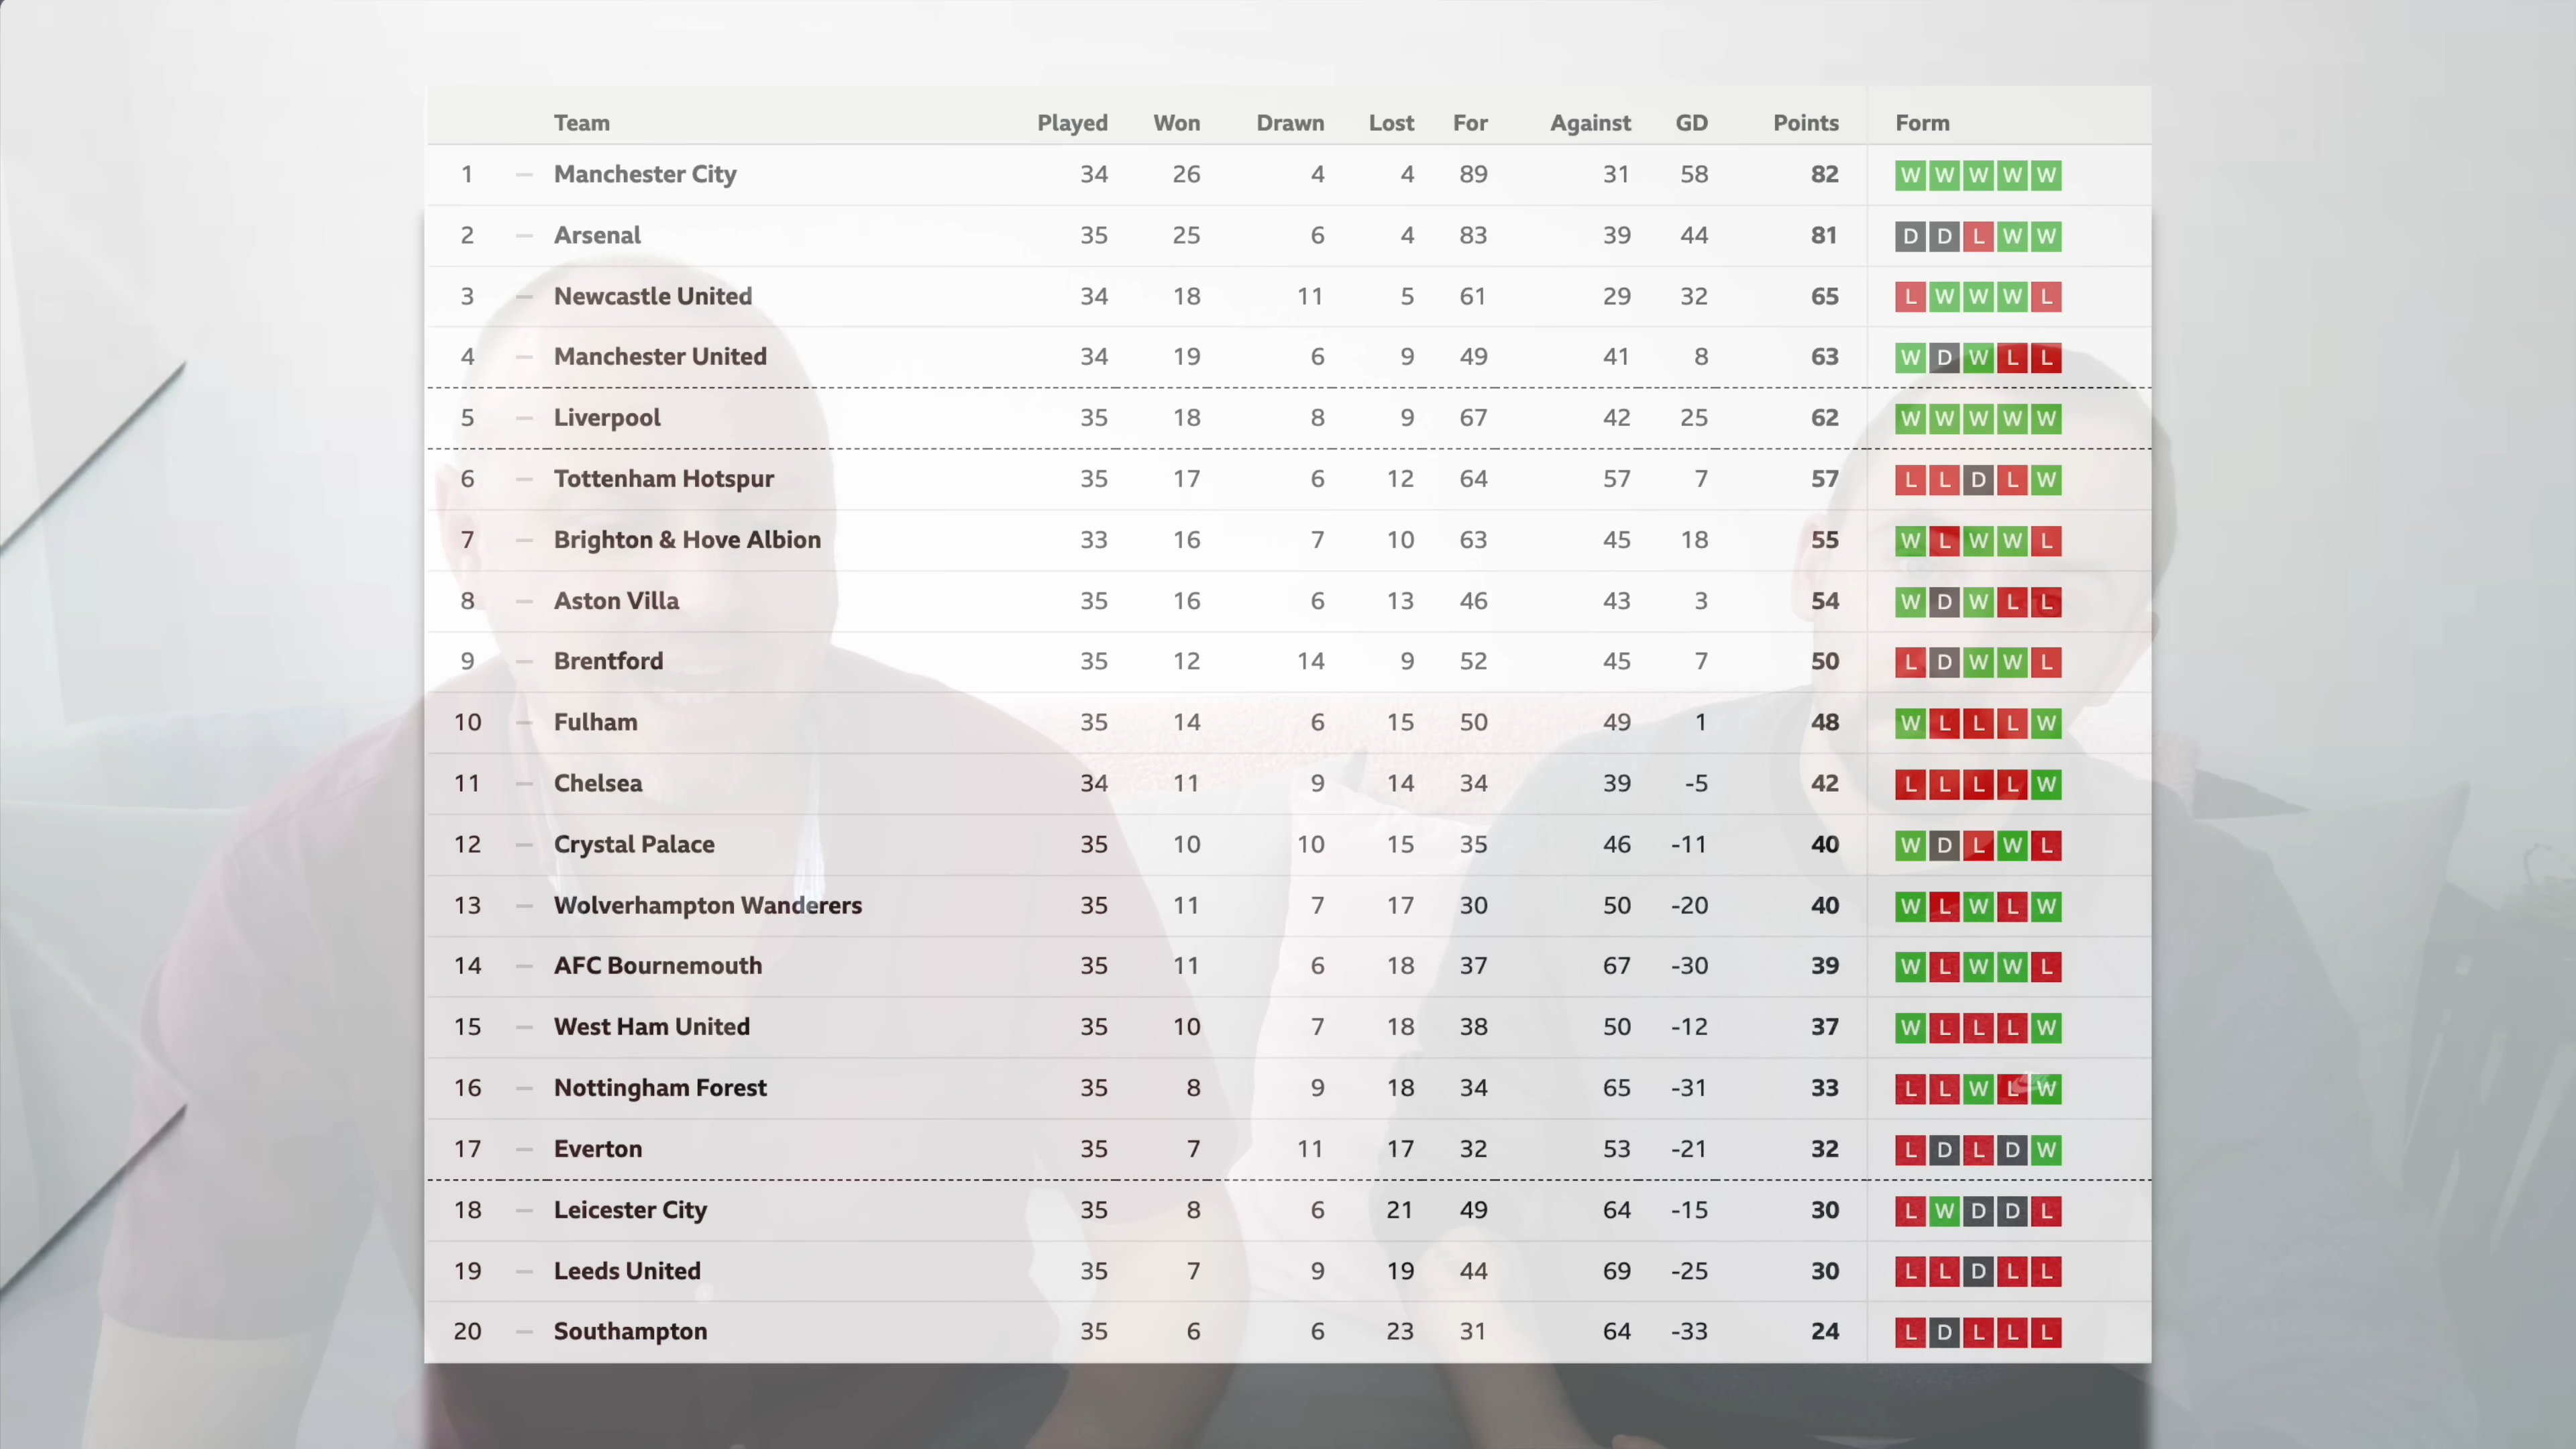 Team Played Won Drawn Lost For Against GD Points Form
1 – Manchester City 34 26 4 4 89 31 58 82 W W W W W
2 – Arsenal 35 25 6 4 83 39 44 81 D D L W W
3 – Newcastle United 34 18 11 5 61 29 32 65 L W W W L
4 – Manchester United 34 19 6 9 49 41 8 63 W D W L L
5 – Liverpool 35 18 8 9 67 42 25 62 W W W W W
6 – Tottenham Hotspur 35 17 6 12 64 57 7 57 L L D L W
7 – Brighton & Hove Albion 33 16 7 10 63 45 18 55 W L W W L
8 – Aston Villa 35 16 6 13 46 43 3 54 W D W L L
9 – Brentford 35 12 14 9 52 45 7 50 L D W W L
10 – Fulham 35 14 6 15 50 49 1 48 W L L L W
11 – Chelsea 34 11 9 14 34 39 -5 42 L L L L W
12 – Crystal Palace 35 10 10 15 35 46 -11 40 W D L W L
13 – Wolverhampton Wanderers 35 11 7 17 30 50 -20 40 W L W L W
14 – AFC Bournemouth 35 11 6 18 37 67 -30 39 W L W W L
15 – West Ham United 35 10 7 18 38 50 -12 37 W L L L W
16 – Nottingham Forest 35 8 9 18 34 65 -31 33 L L W L W
17 – Everton 35 7 11 17 32 53 -21 32 L D L D W
18 – Leicester City 35 8 6 21 49 64 -15 30 L W D D L
19 – Leeds United 35 7 9 19 44 69 -25 30 L L D L L
20 – Southampton 35 6 6 23 31 64 -33 24 L D L L L